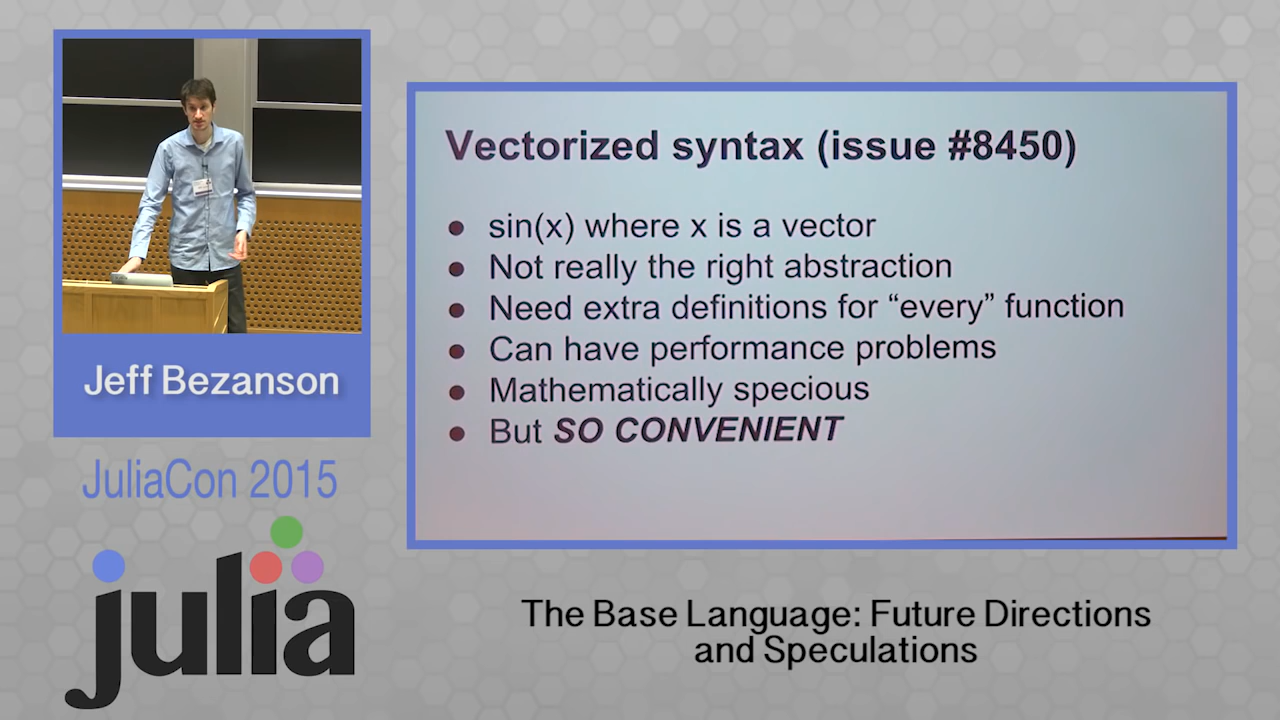 Vectorized syntax (issue #8450)
● sin(x) where x is a vector
● Not really the right abstraction
● Need extra definitions for “every” function
● Can have performance problems
● Mathematically specious
● But SO CONVENIENT
Jeff Bezanson
JuliaCon 2015
julia
The Base Language: Future Directions
and Speculations